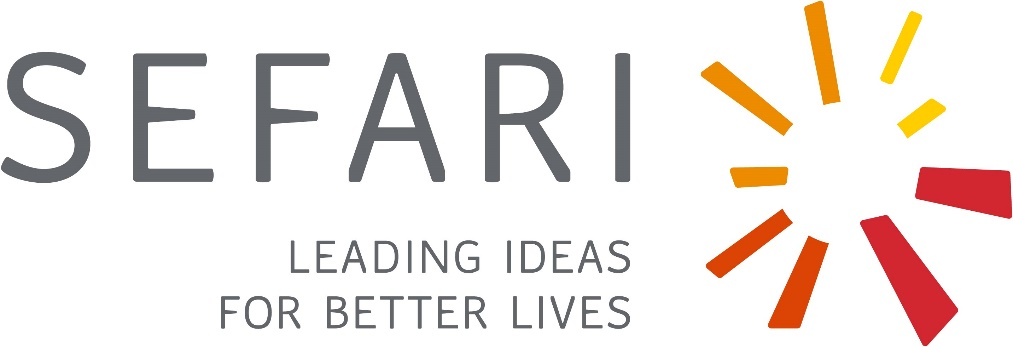 SEFARI
LEADING IDEAS
FOR BETTER LIVES